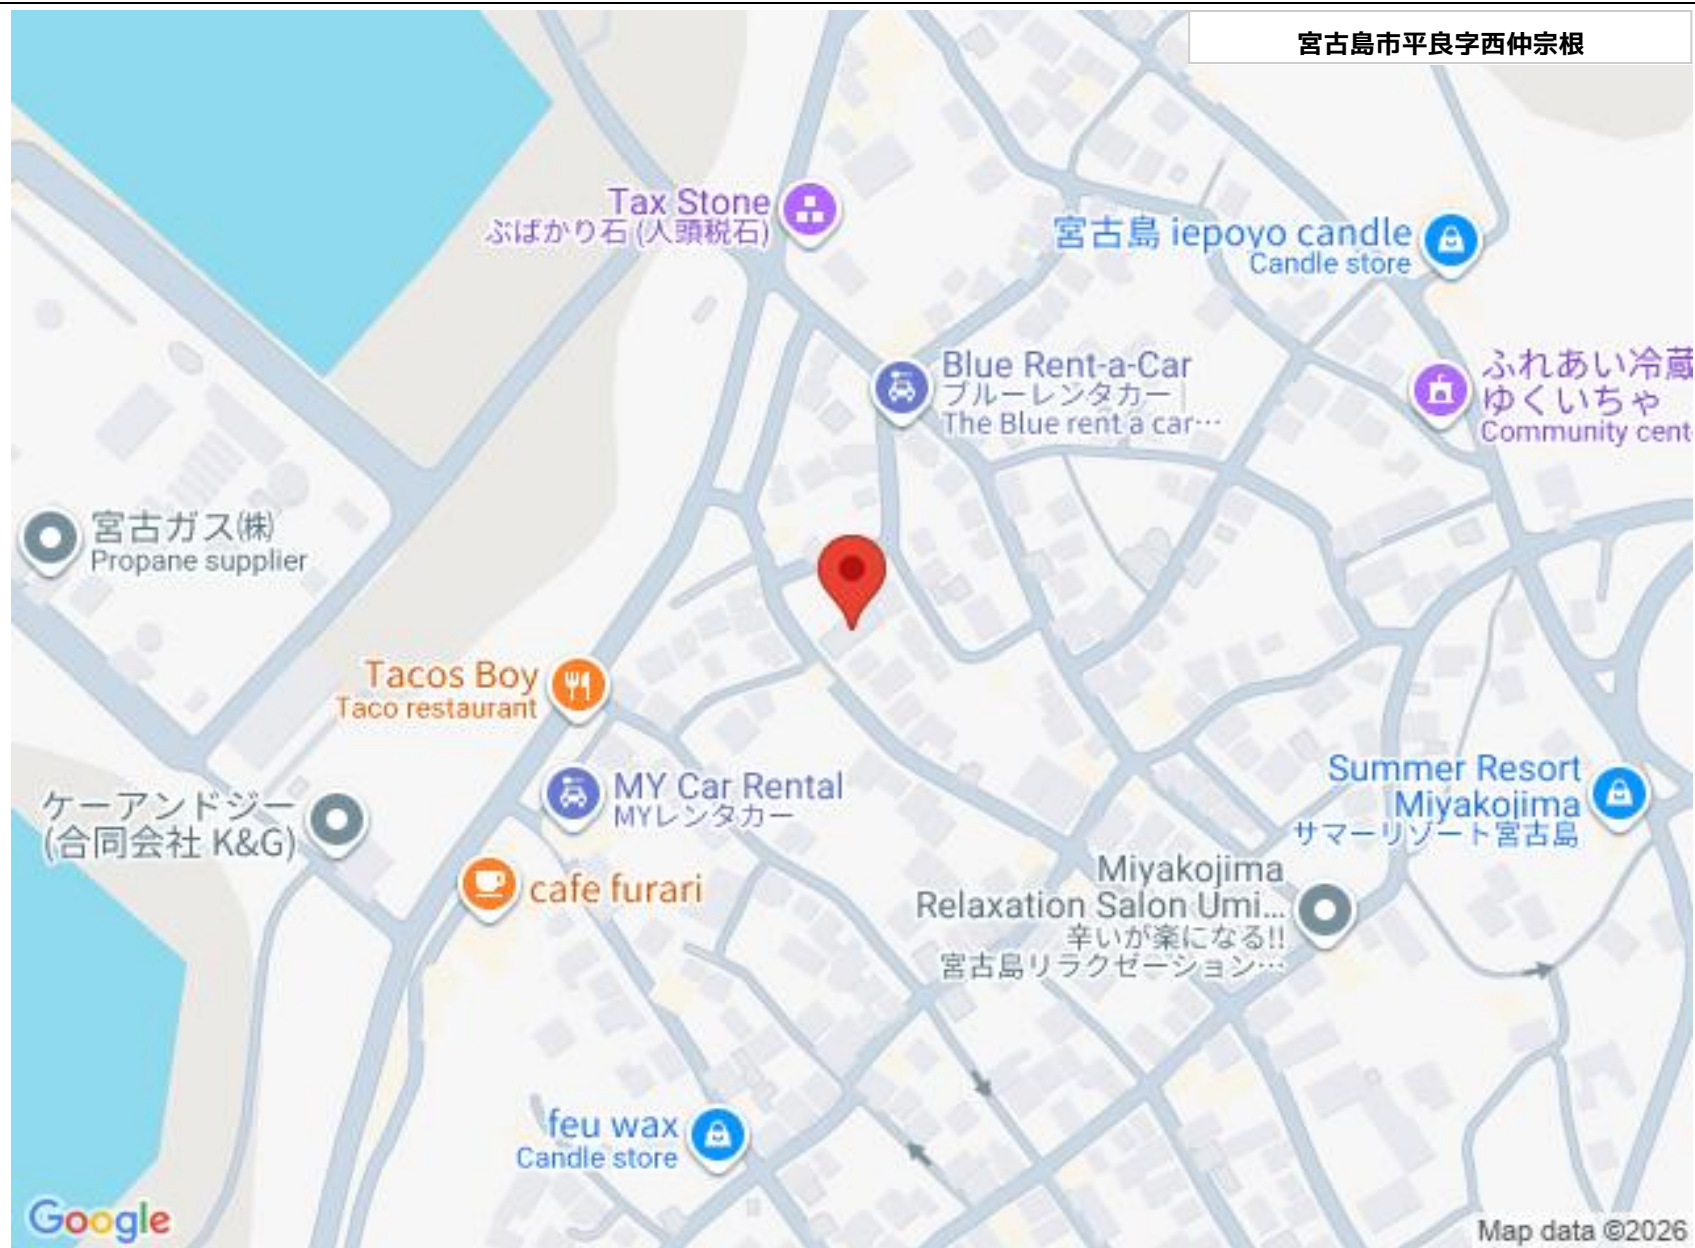 宮古島市平良字西仲宗根
Tax Stone
ぶばかり石 (人頭税石)
宮古島 iepoyo candle
Candle store
Blue Rent-a-Car
ブルーレンタカー |
The Blue rent a car…
ふれあい冷蔵
ゆくいちゃ
Community cent
宮古ガス㈱
Propane supplier
Tacos Boy
Taco restaurant
MY Car Rental
MYレンタカー
ケーアンドジー
(合同会社 K&G)
cafe furari
Summer Resort
Miyakojima
サマーリゾート宮古島
Miyakojima
Relaxation Salon Umi...
辛いが楽になる!!
宮古島リラクゼーション…
feu wax
Candle store
Google
Map data ©2026